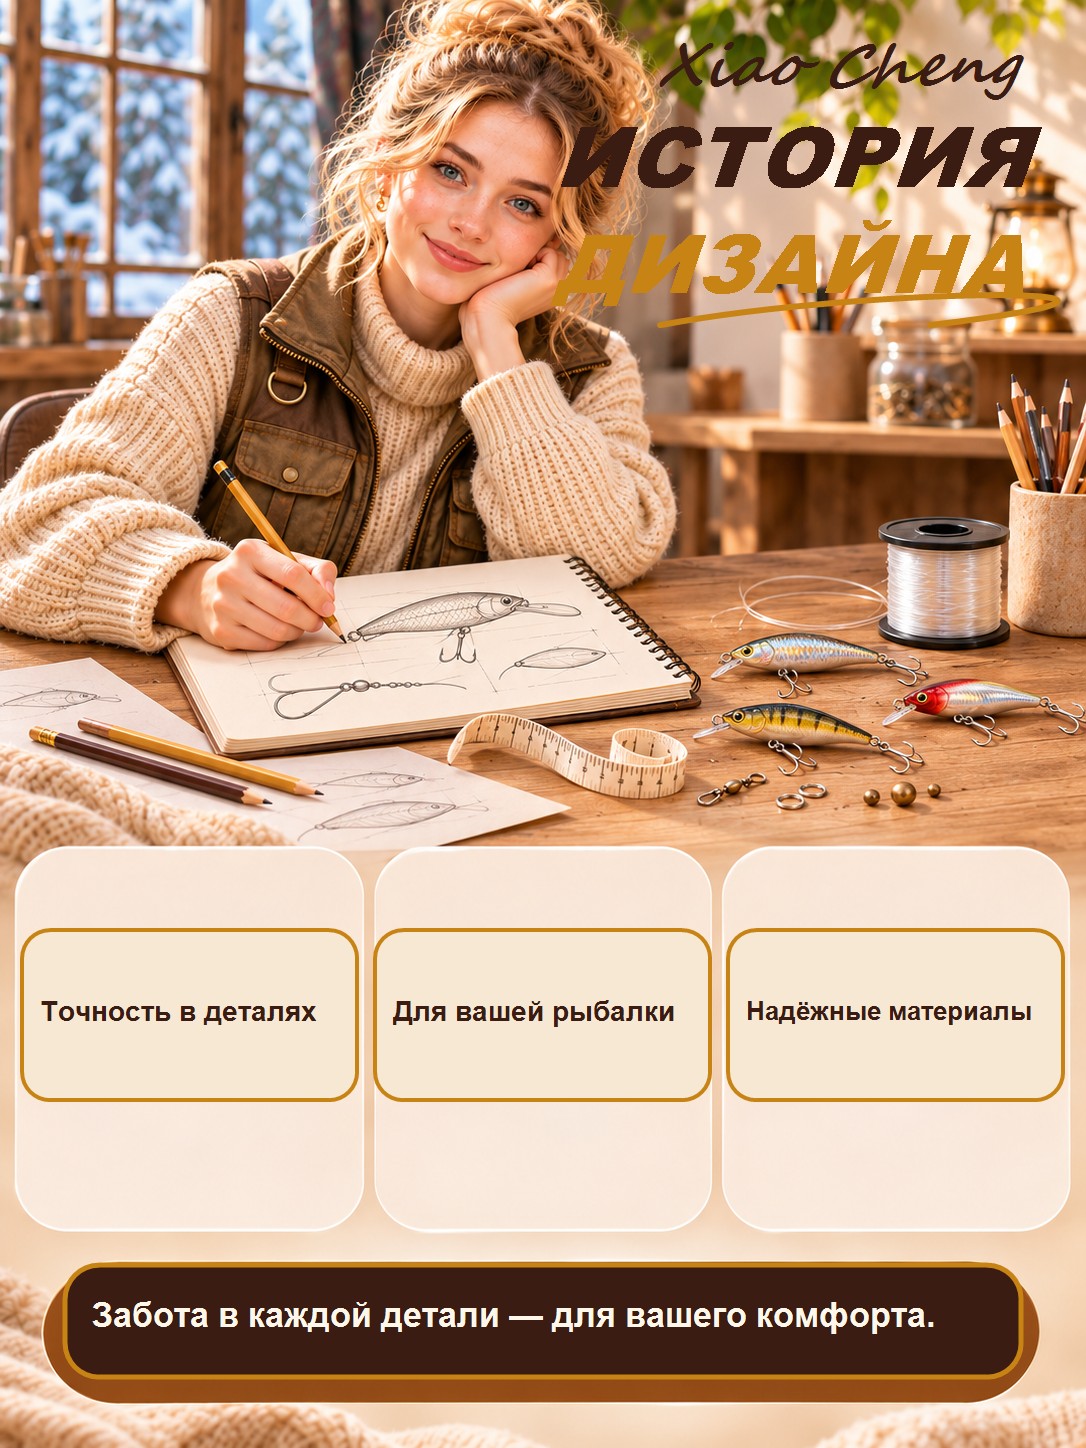 Xiao Cheng
ИСТОРИЯ
ДИЗАЙНА
Точность в деталях
Для вашей рыбалки
Надёжные материалы
Забота в каждой детали — для вашего комфорта.